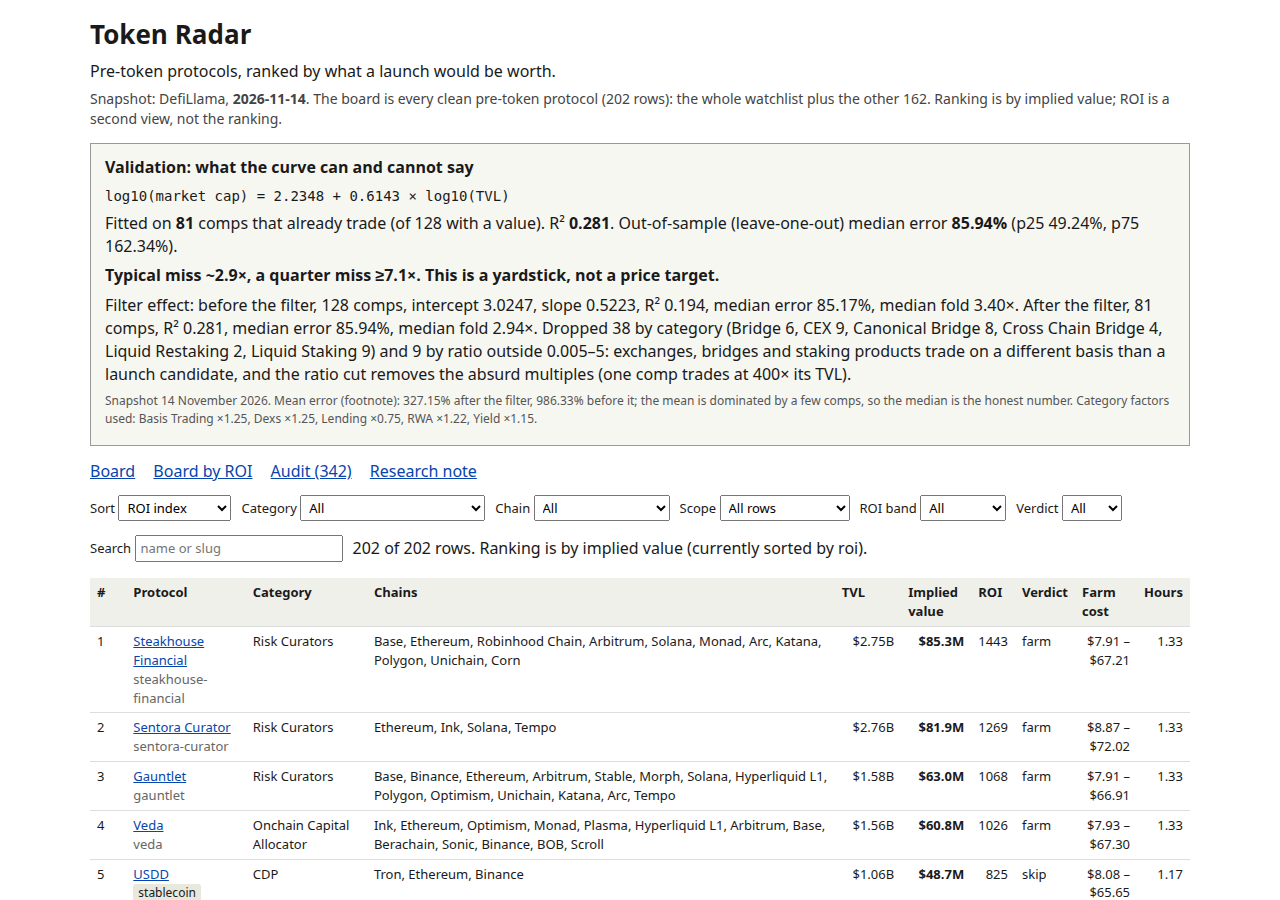 Token Radar
Pre-token protocols, ranked by what a launch would be worth.
Snapshot: DefiLlama, 2026-11-14. The board is every clean pre-token protocol (202 rows): the whole watchlist plus the other 162. Ranking is by implied value; ROI is a
second view, not the ranking.
Validation: what the curve can and cannot say
log10(market cap) = 2.2348 + 0.6143 × log10(TVL)
Fitted on 81 comps that already trade (of 128 with a value). R² 0.281. Out-of-sample (leave-one-out) median error 85.94% (p25 49.24%, p75
162.34%).
Typical miss ~2.9×, a quarter miss ≥7.1×. This is a yardstick, not a price target.
Filter effect: before the filter, 128 comps, intercept 3.0247, slope 0.5223, R² 0.194, median error 85.17%, median fold 3.40×. After the filter, 81
comps, R² 0.281, median error 85.94%, median fold 2.94×. Dropped 38 by category (Bridge 6, CEX 9, Canonical Bridge 8, Cross Chain Bridge 4,
Liquid Restaking 2, Liquid Staking 9) and 9 by ratio outside 0.005–5: exchanges, bridges and staking products trade on a different basis than a
launch candidate, and the ratio cut removes the absurd multiples (one comp trades at 400× its TVL).
Snapshot 14 November 2026. Mean error (footnote): 327.15% after the filter, 986.33% before it; the mean is dominated by a few comps, so the median is the honest number. Category factors
used: Basis Trading ×1.25, Dexs ×1.25, Lending ×0.75, RWA ×1.22, Yield ×1.15.
Board Board by ROI Audit (342) Research note
Sort ROI index Category All Chain All Scope All rows ROI band All Verdict All
Search name or slug 202 of 202 rows. Ranking is by implied value (currently sorted by roi).
# Protocol Category Chains TVL Implied value ROI Verdict Farm cost Hours
1 Steakhouse Financial Risk Curators Base, Ethereum, Robinhood Chain, Arbitrum, Solana, Monad, Arc, Katana, $2.75B $85.3M 1443 farm $7.91 – 1.33
steakhouse-financial Polygon, Unichain, Corn $67.21
2 Sentora Curator Risk Curators Ethereum, Ink, Solana, Tempo $2.76B $81.9M 1269 farm $8.87 – 1.33
sentora-curator $72.02
3 Gauntlet Risk Curators Base, Binance, Ethereum, Arbitrum, Stable, Morph, Solana, Hyperliquid L1, $1.58B $63.0M 1068 farm $7.91 – 1.33
gauntlet Polygon, Optimism, Unichain, Katana, Arc, Tempo $66.91
4 Veda Onchain Capital Ink, Ethereum, Optimism, Monad, Plasma, Hyperliquid L1, Arbitrum, Base, $1.56B $60.8M 1026 farm $7.93 – 1.33
veda Allocator Berachain, Sonic, Binance, BOB, Scroll $67.30
5 USDD CDP Tron, Ethereum, Binance $1.06B $48.7M 825 skip $8.08 – 1.17
stablecoin $65.65